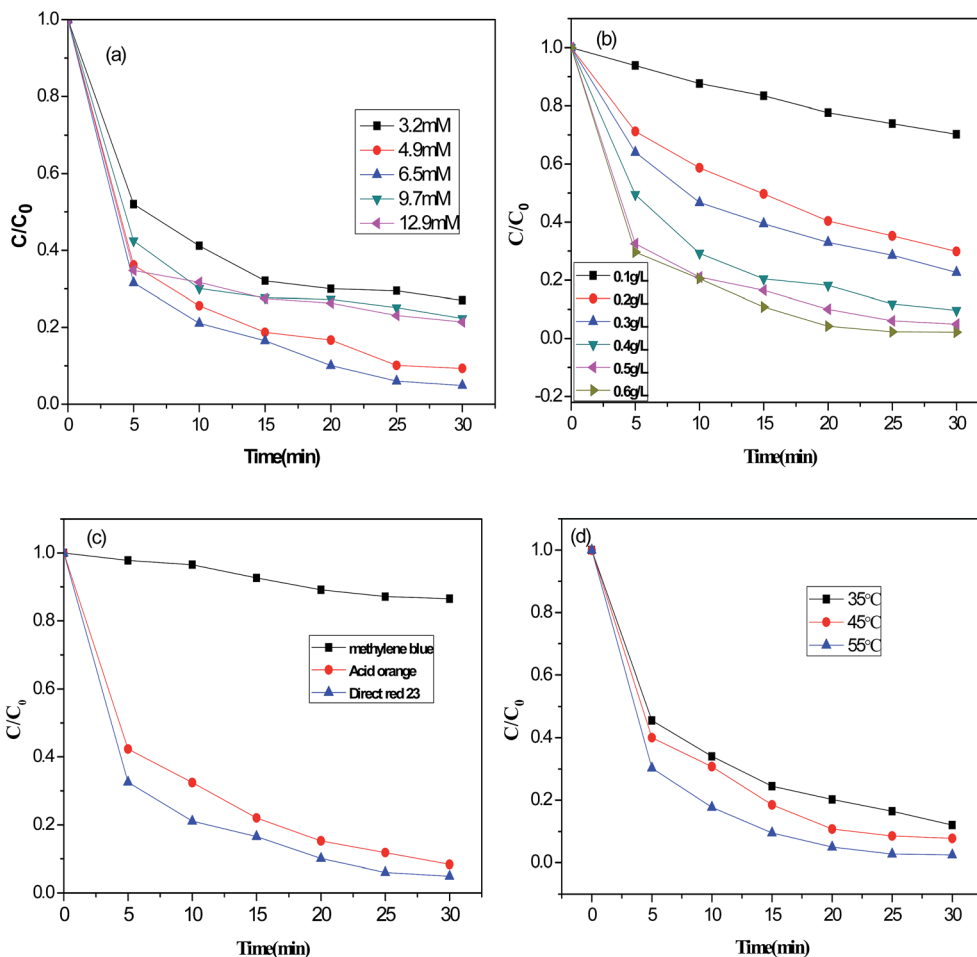 (a)
1.0
0.8
0.6
0.4
0.2
0.0
C/C0
0 5 10 15 20 25 30
Time(min)
3.2mM
4.9mM
6.5mM
9.7mM
12.9mM
(b)
1.0
0.8
0.6
0.4
0.2
0.0
-0.2
C/C0
0 5 10 15 20 25 30
Time(min)
0.1g/L
0.2g/L
0.3g/L
0.4g/L
0.5g/L
0.6g/L
(c)
1.0
0.8
0.6
0.4
0.2
0.0
C/C0
0 5 10 15 20 25 30
Time(min)
methylene blue
Acid orange
Direct red 23
(d)
1.0
0.8
0.6
0.4
0.2
0.0
C/C0
0 5 10 15 20 25 30
Time(min)
35°C
45°C
55°C